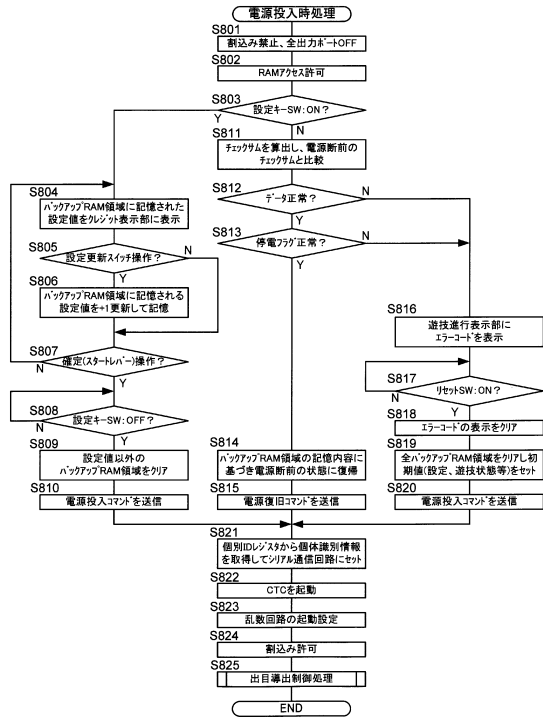 電源投入時処理
S801
割込み禁止、全出力ポートOFF
S802
RAMアクセス許可
S803
設定キーSW:ON?
Y
N
S811
チェックサムを算出し、電源断前の
チェックサムと比較
S812
データ正常?
N
Y
S813
停電フラグ正常?
N
Y
S804
バックアップRAM領域に記憶された
設定値をクレジット表示部に表示
S805
設定更新スイッチ操作?
N
Y
S806
バックアップRAM領域に記憶される
設定値を+1更新して記憶
S807
確定(スタートレバー)操作?
N
Y
S808
設定キーSW:OFF?
N
Y
S809
設定値以外の
バックアップRAM領域をクリア
S810
電源投入コマンドを送信
S814
バックアップRAM領域の記憶内容に
基づき電源断前の状態に復帰
S815
電源復旧コマンドを送信
S816
遊技進行表示部に
エラーコードを表示
S817
リセットSW:ON?
N
Y
S818
エラーコードの表示をクリア
S819
全バックアップRAM領域をクリアし初
期値(設定、遊技状態等)をセット
S820
電源投入コマンドを送信
S821
個別IDレジスタから個体識別情報
を取得してシリアル通信回路にセット
S822
CTCを起動
S823
乱数回路の起動設定
S824
割込み許可
S825
出目導出制御処理
END